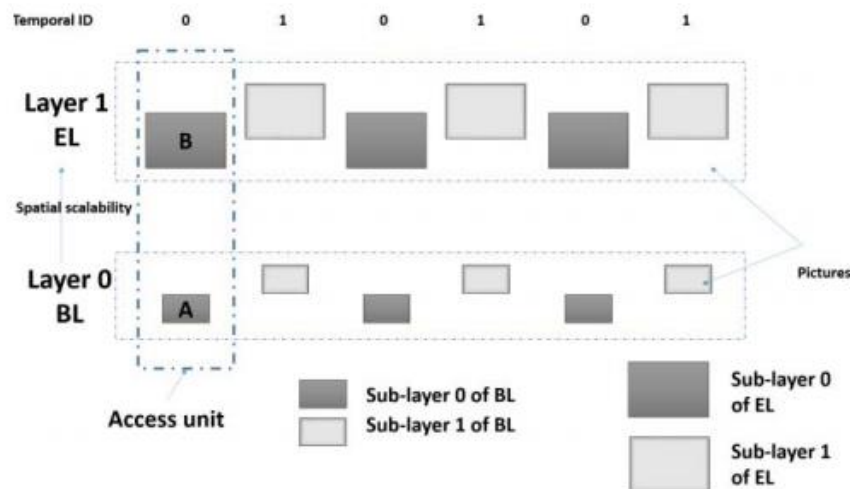 Temporal ID 0 1 0 1 0 1
Layer 1
EL
B
Spatial scalability
Layer 0
BL
A
Pictures
Access unit
Sub-layer 0 of BL
Sub-layer 1 of BL
Sub-layer 0
of EL
Sub-layer 1
of EL